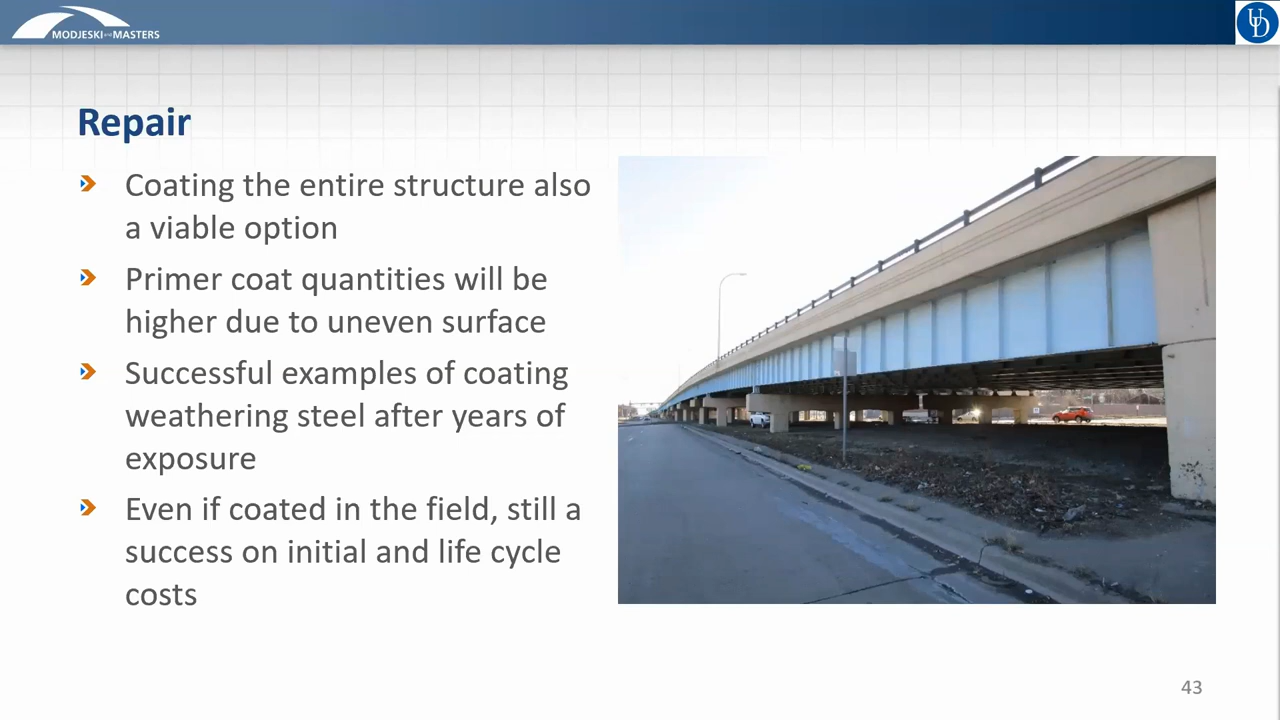 MODJESKI and MASTERS
UD
Repair
Coating the entire structure also
a viable option
Primer coat quantities will be
higher due to uneven surface
Successful examples of coating
weathering steel after years of
exposure
Even if coated in the field, still a
success on initial and life cycle
costs
43